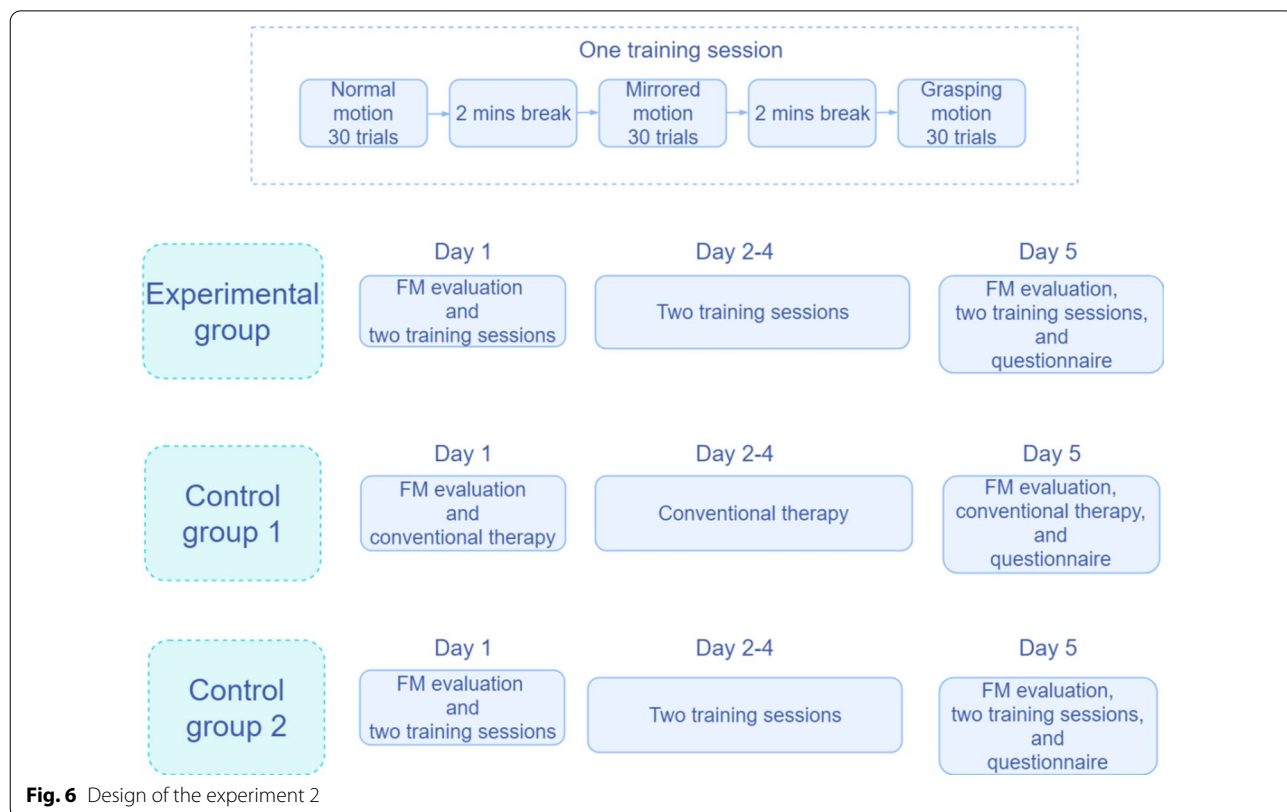 One training session
Normal
motion
30 trials
2 mins break
Mirrored
motion
30 trials
2 mins break
Grasping
motion
30 trials
Experimental
group
Day 1
FM evaluation
and
two training sessions
Day 2-4
Two training sessions
Day 5
FM evaluation,
two training sessions,
and
questionnaire
Control
group 1
Day 1
FM evaluation
and
conventional therapy
Day 2-4
Conventional therapy
Day 5
FM evaluation,
conventional therapy,
and
questionnaire
Control
group 2
Day 1
FM evaluation
and
two training sessions
Day 2-4
Two training sessions
Day 5
FM evaluation,
two training sessions,
and
questionnaire
Fig. 6 Design of the experiment 2